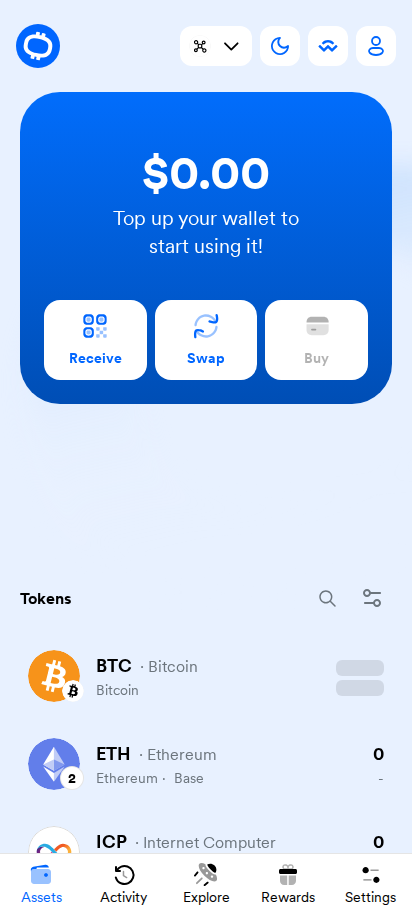 $0.00
Top up your wallet to
start using it!
Receive
Swap
Buy
Tokens
BTC · Bitcoin
Bitcoin
ETH · Ethereum
0
2
Ethereum · Base
-
ICP · Internet Computer
0
Assets
Activity
Explore
Rewards
Settings